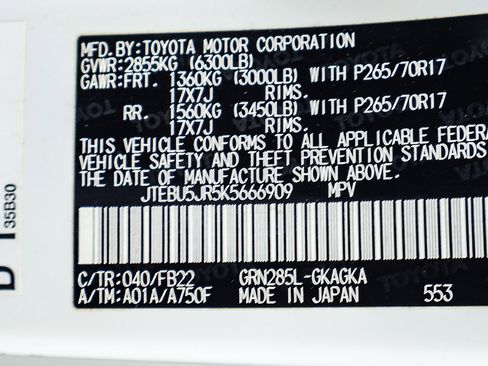 MFD. BY: TOYOTA MOTOR CORPORATION
GVWR: 2855KG (6300LB)
GAWR: FRT. 1360KG (3000LB) WITH P265/70R17
17X7J RIMS.
RR. 1560KG (3450LB) WITH P265/70R17
17X7J RIMS.
THIS VEHICLE CONFORMS TO ALL APPLICABLE FEDERA
VEHICLE SAFETY AND THEFT PREVENTION STANDARDS
THE DATE OF MANUFACTURE SHOWN ABOVE.
JTEBU5JR5K5666909 MPV
C/TR: 040/FB22 GRN285L-GKAGKA
A/TM: A01A/A750F MADE IN JAPAN 553
35B30